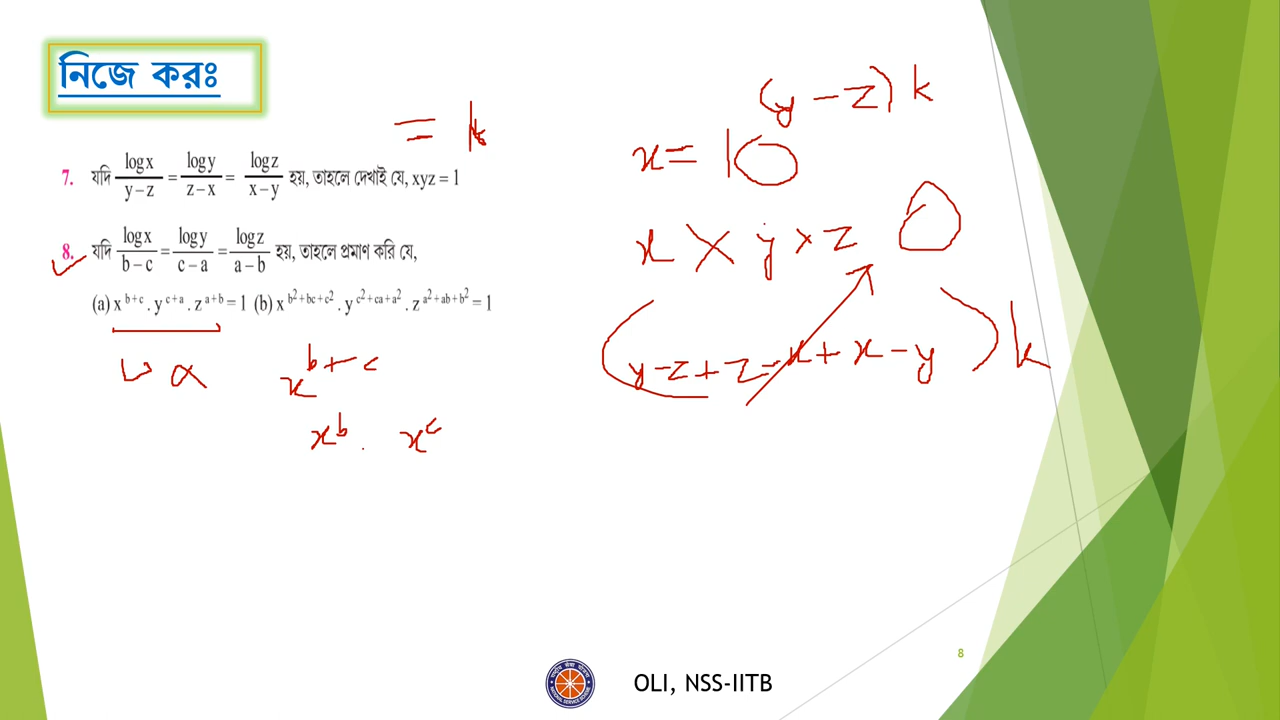 নিজে করঃ
= k
7. যদি logx/y−z = logy/z−x = logz/x−y হয়, তাহলে দেখাই যে, xyz = 1
8. যদি logx/b−c = logy/c−a = logz/a−b হয়, তাহলে প্রমাণ করি যে,
(a) x^b+c . y^c+a . z^a+b = 1 (b) x^b²+bc+c² . y^c²+ca+a² . z^a²+ab+b² = 1
x^b+c
x^b . x^c
(y − z) k
x = 10
x × y × z 0
(y − z + z − x + x − y) k
8
OLI, NSS-IITB